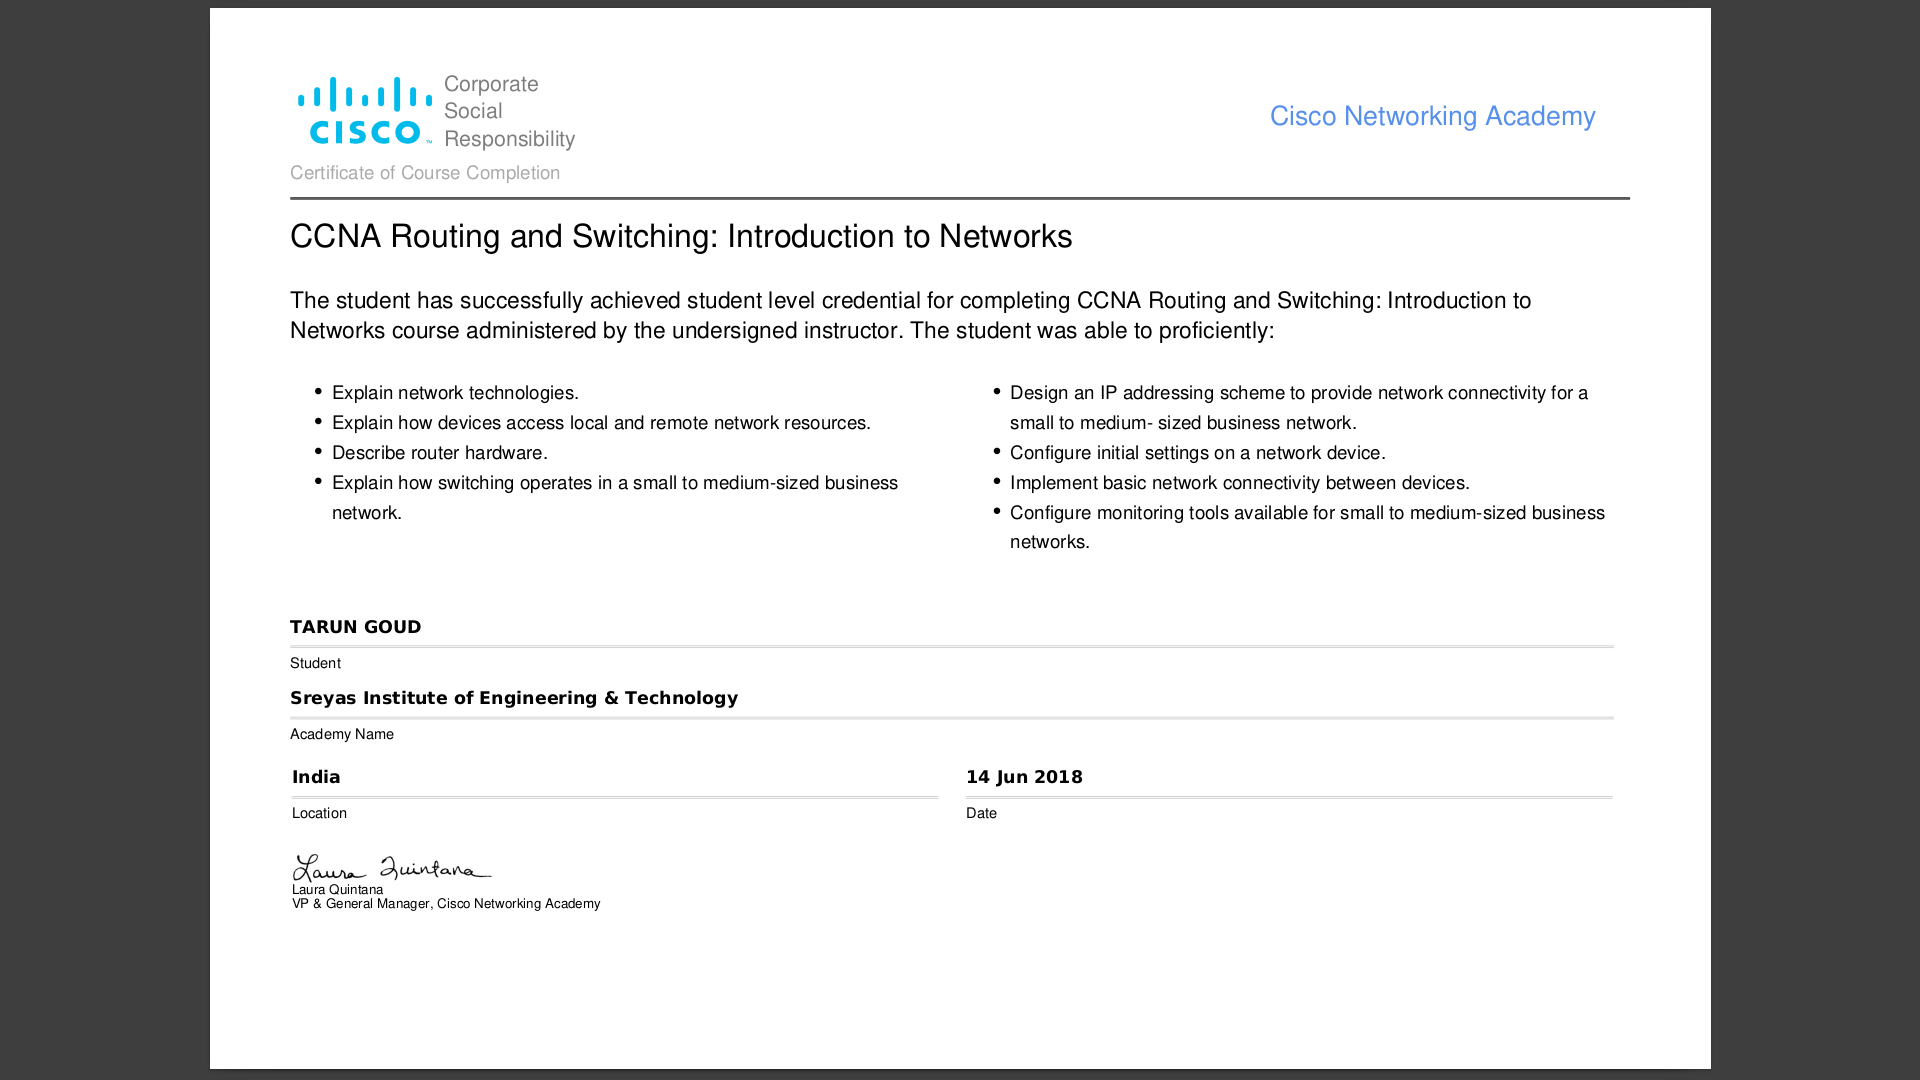 CISCO™
Corporate
Social
Responsibility
Cisco Networking Academy
Certificate of Course Completion
CCNA Routing and Switching: Introduction to Networks
The student has successfully achieved student level credential for completing CCNA Routing and Switching: Introduction to
Networks course administered by the undersigned instructor. The student was able to proficiently:
• Explain network technologies.
• Explain how devices access local and remote network resources.
• Describe router hardware.
• Explain how switching operates in a small to medium-sized business
network.
• Design an IP addressing scheme to provide network connectivity for a
small to medium- sized business network.
• Configure initial settings on a network device.
• Implement basic network connectivity between devices.
• Configure monitoring tools available for small to medium-sized business
networks.
TARUN GOUD
Student
Sreyas Institute of Engineering & Technology
Academy Name
India
Location
14 Jun 2018
Date
Laura Quintana
Laura Quintana
VP & General Manager, Cisco Networking Academy